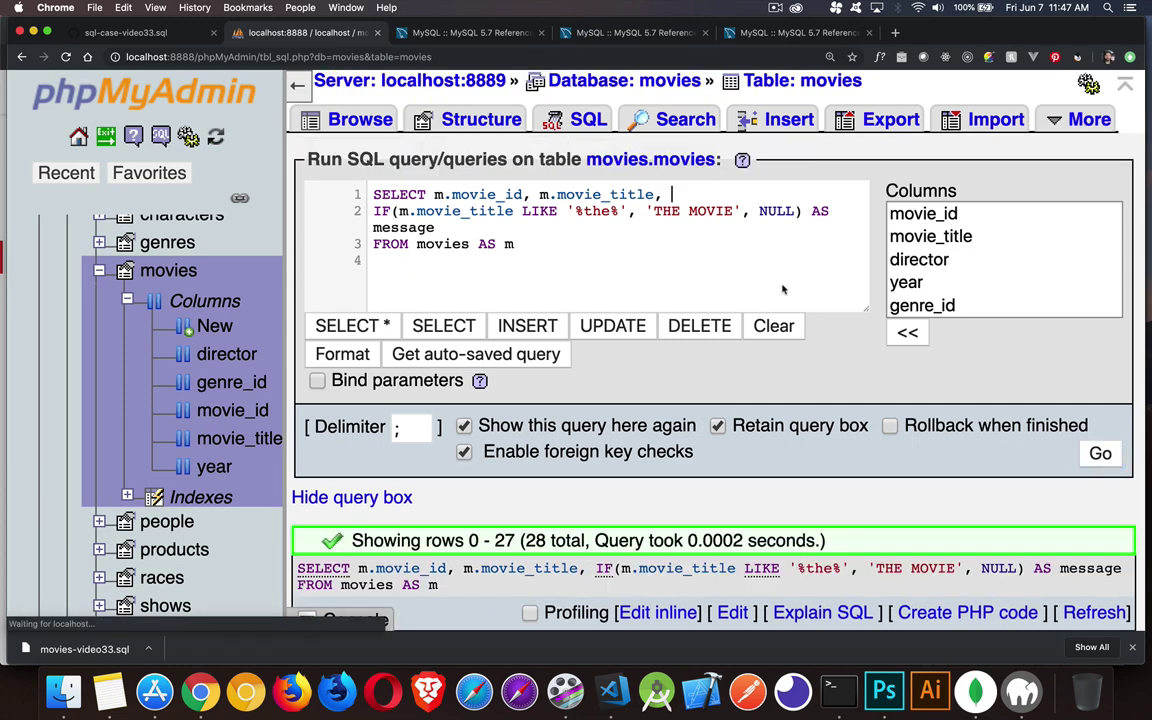 Chrome File Edit View History Bookmarks People Window Help 100% Fri Jun 7 11:47 AM
sql-case-video33.sql × localhost:8888 / localhost / mo × MySQL :: MySQL 5.7 Referenc × MySQL :: MySQL 5.7 Referenc × MySQL :: MySQL 5.7 Referenc × +
localhost:8888/phpMyAdmin/tbl_sql.php?db=movies&table=movies
phpMyAdmin
Recent Favorites
characters
genres
movies
Columns
New
director
genre_id
movie_id
movie_title
year
Indexes
people
products
races
shows
Waiting for localhost...
← Server: localhost:8889 » Database: movies » Table: movies
Browse Structure SQL Search Insert Export Import More
Run SQL query/queries on table movies.movies:
1 SELECT m.movie_id, m.movie_title,
2 IF(m.movie_title LIKE '%the%', 'THE MOVIE', NULL) AS
message
3 FROM movies AS m
4
Columns
movie_id
movie_title
director
year
genre_id
<<
SELECT * SELECT INSERT UPDATE DELETE Clear
Format Get auto-saved query
Bind parameters
[ Delimiter ; ] Show this query here again Retain query box Rollback when finished
Enable foreign key checks
Go
Hide query box
Showing rows 0 - 27 (28 total, Query took 0.0002 seconds.)
SELECT m.movie_id, m.movie_title, IF(m.movie_title LIKE '%the%', 'THE MOVIE', NULL) AS message
FROM movies AS m
Profiling [Edit inline] [ Edit ] [ Explain SQL ] [ Create PHP code ] [ Refresh]
Console
movies-video33.sql
Show All
Ps Ai